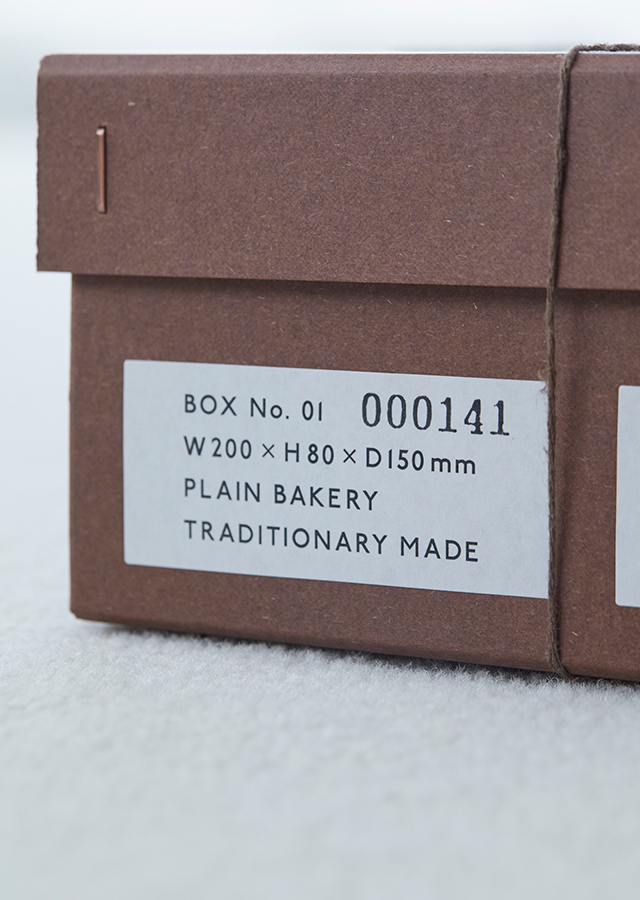 BOX No. 01 000141
W200 × H80 × D150mm
PLAIN BAKERY
TRADITIONARY MADE